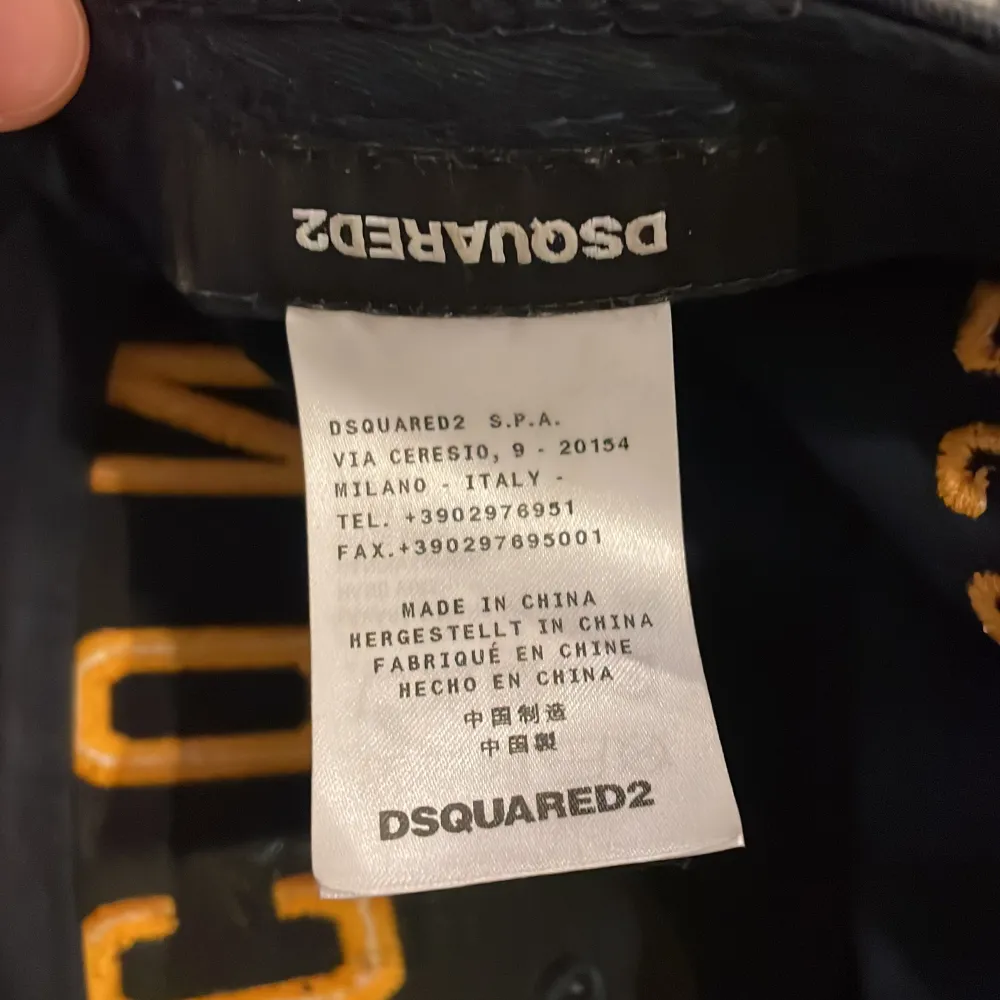 DSQUARED2
DSQUARED2 S.P.A.
VIA CERESIO, 9 - 20154
MILANO - ITALY -
TEL. +3902976951
FAX.+390297695001
MADE IN CHINA
HERGESTELLT IN CHINA
FABRIQUÉ EN CHINE
HECHO EN CHINA
中国制造
中国製
DSQUARED2
ICON